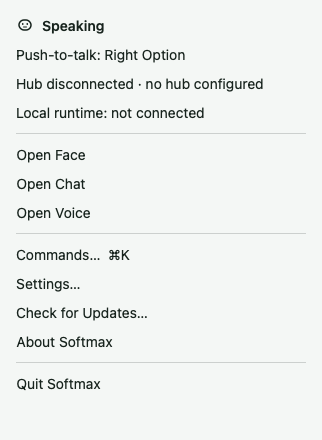 Speaking
Push-to-talk: Right Option
Hub disconnected · no hub configured
Local runtime: not connected
Open Face
Open Chat
Open Voice
Commands... ⌘K
Settings...
Check for Updates...
About Softmax
Quit Softmax